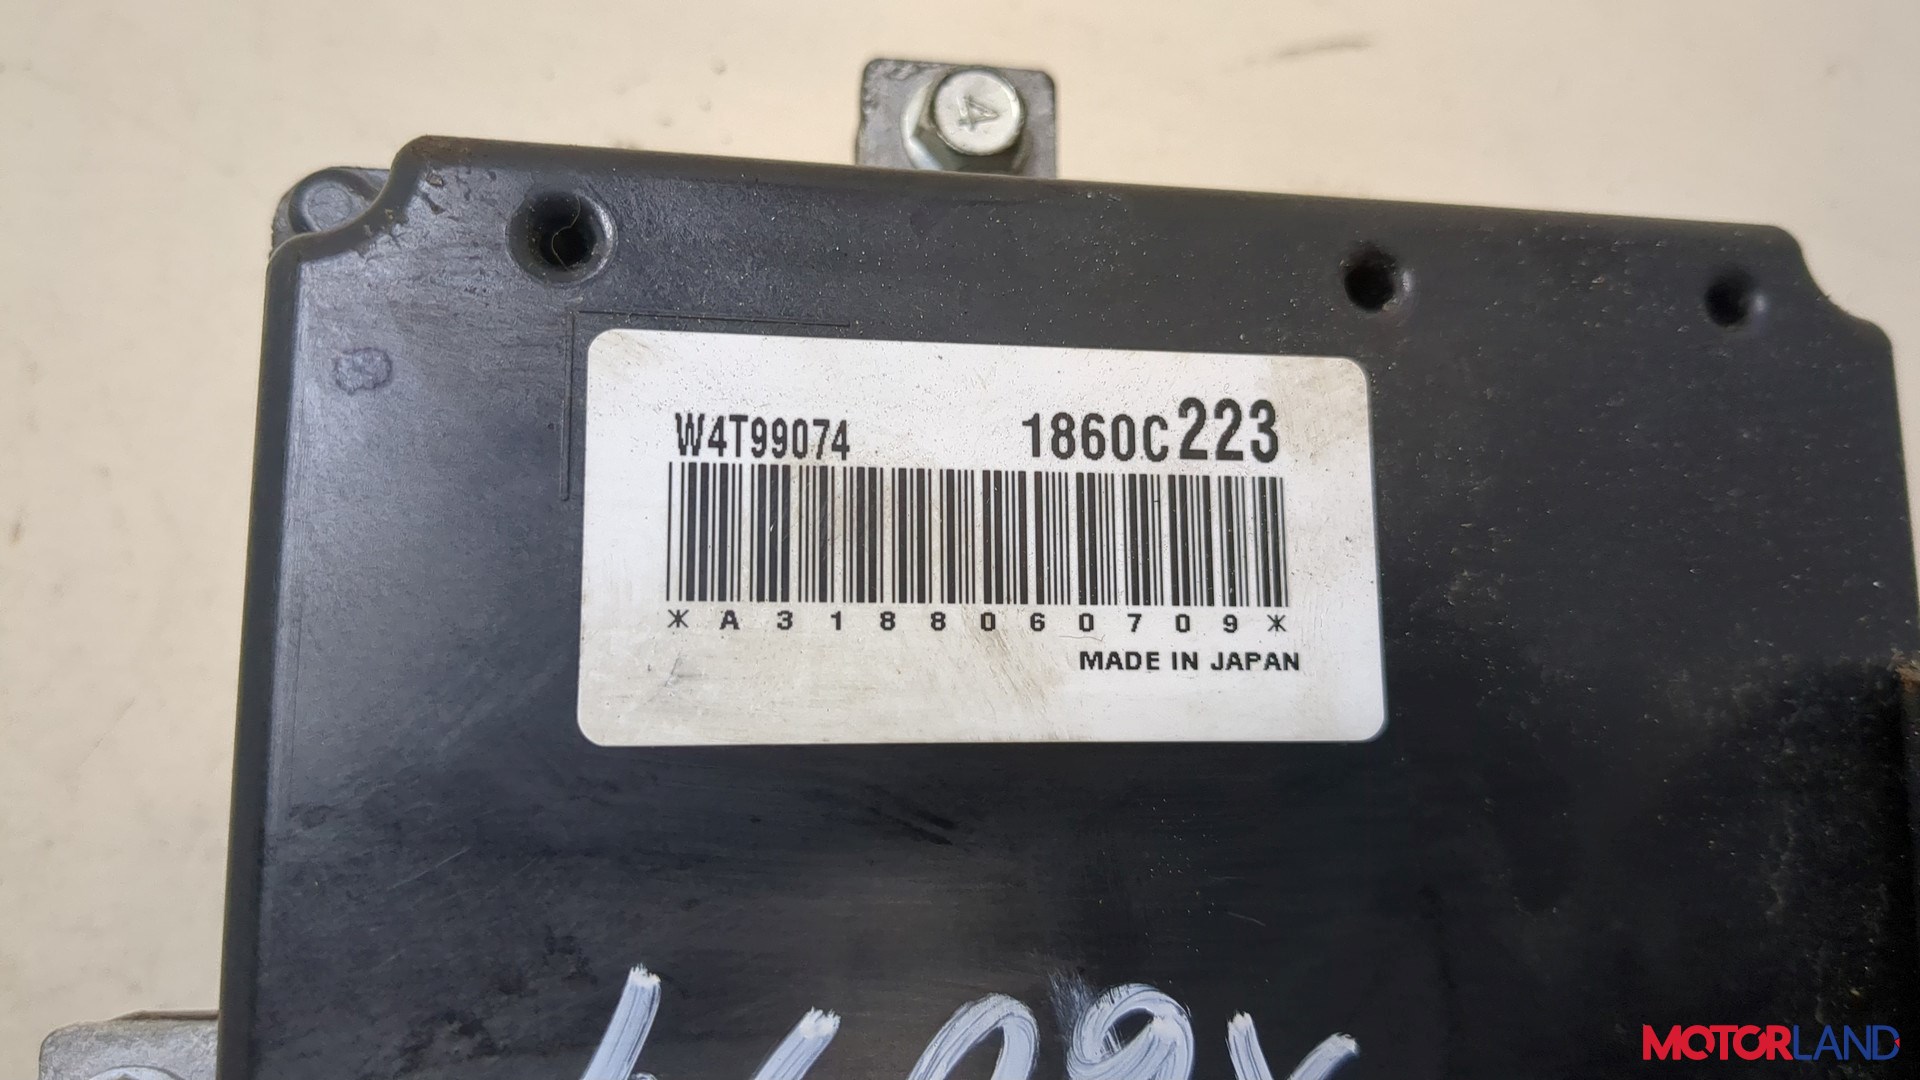 4
W4T99074 1860C223
*A3188060709*
MADE IN JAPAN
MOTORLAND